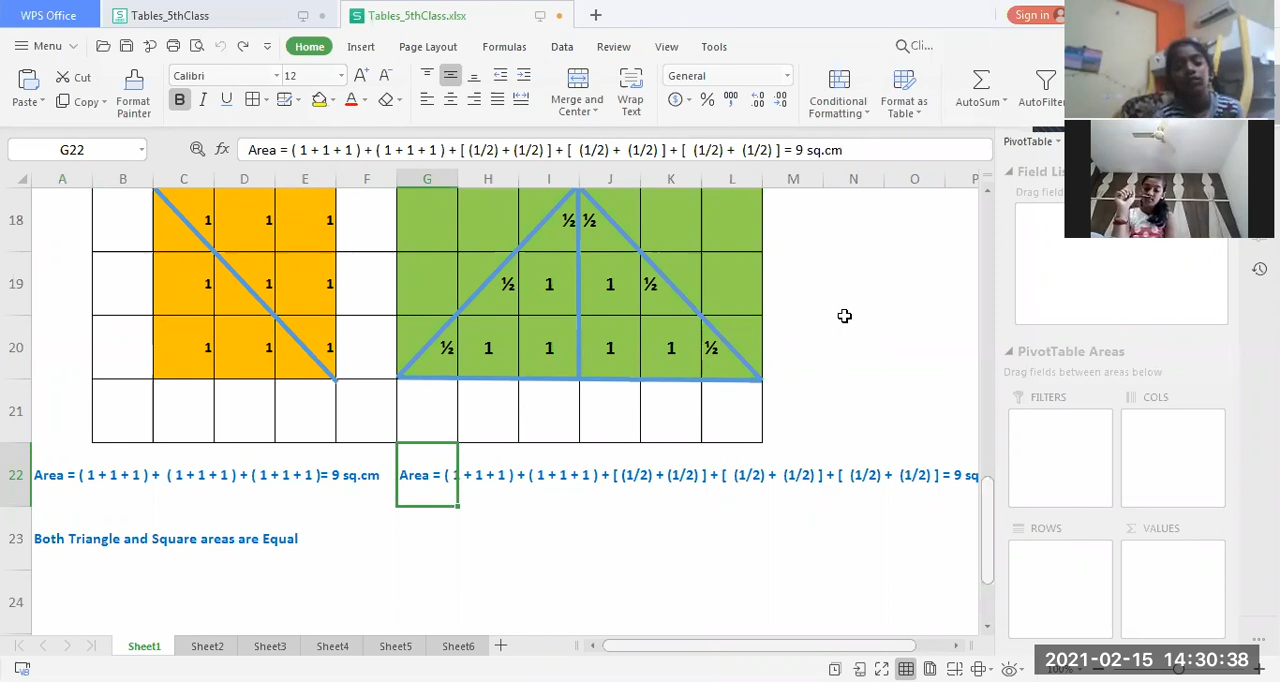 WPS Office
Tables_5thClass
Tables_5thClass.xlsx
Sign in
Menu
Home
Insert
Page Layout
Formulas
Data
Review
View
Tools
Cli...
Paste
Cut
Copy
Format Painter
Calibri
12
B I U
Merge and Center
Wrap Text
General
Conditional Formatting
Format as Table
AutoSum
AutoFilter
G22
fx
Area = ( 1 + 1 + 1 ) + ( 1 + 1 + 1 ) + [ (1/2) + (1/2) ] + [ (1/2) + (1/2) ] + [ (1/2) + (1/2) ] = 9 sq.cm
PivotTable
Field Lis
Drag fields
A B C D E F G H I J K L M N O P
18 1 1 1 ½ ½
19 1 1 1 ½ 1 1 ½
20 1 1 1 ½ 1 1 1 1 ½
21
22 Area = ( 1 + 1 + 1 ) + ( 1 + 1 + 1 ) + ( 1 + 1 + 1 )= 9 sq.cm Area = ( 1 + 1 + 1 ) + ( 1 + 1 + 1 ) + [ (1/2) + (1/2) ] + [ (1/2) + (1/2) ] + [ (1/2) + (1/2) ] = 9 sq
23 Both Triangle and Square areas are Equal
24
PivotTable Areas
Drag fields between areas below
FILTERS
COLS
ROWS
VALUES
Sheet1 Sheet2 Sheet3 Sheet4 Sheet5 Sheet6
2021-02-15 14:30:38